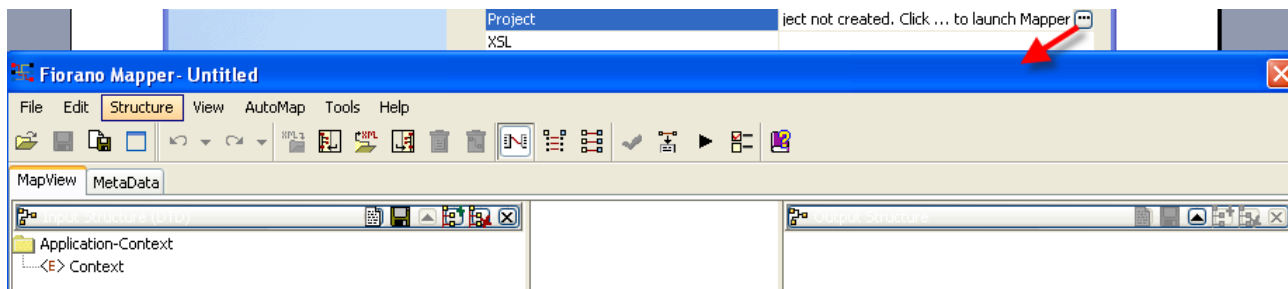 Project ject not created. Click ... to launch Mapper
XSL
Fiorano Mapper- Untitled
File Edit Structure View AutoMap Tools Help
MapView MetaData
Input Structure (DTD) Output Structure
Application-Context
<E> Context